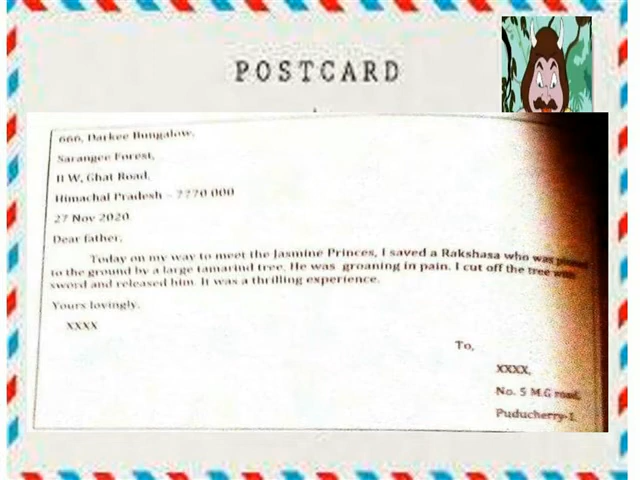 POSTCARD
666, Darkee Bungalow,
Sarangee Forest,
II W, Ghat Road,
Himachal Pradesh – 7770 000
27 Nov 2020
Dear father,
Today on my way to meet the Jasmine Princes, I saved a Rakshasa who was
to the ground by a large tamarind tree. He was groaning in pain. I cut off the tree
sword and released him. It was a thrilling experience.
Yours lovingly,
XXXX
To,
XXXX,
No. 5 M.G road,
Puducherry-1.